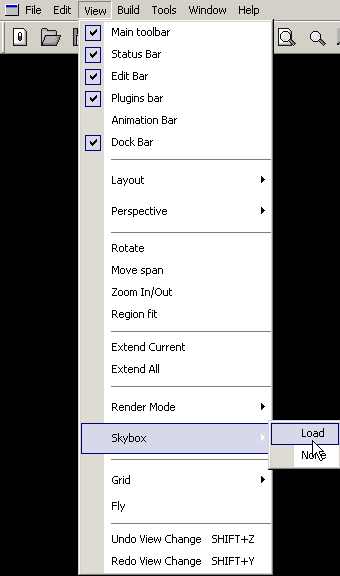 File Edit View Build Tools Window Help
Main toolbar
Status Bar
Edit Bar
Plugins bar
Animation Bar
Dock Bar
Layout
Perspective
Rotate
Move span
Zoom In/Out
Region fit
Extend Current
Extend All
Render Mode
Skybox
Load
None
Grid
Fly
Undo View Change SHIFT+Z
Redo View Change SHIFT+Y